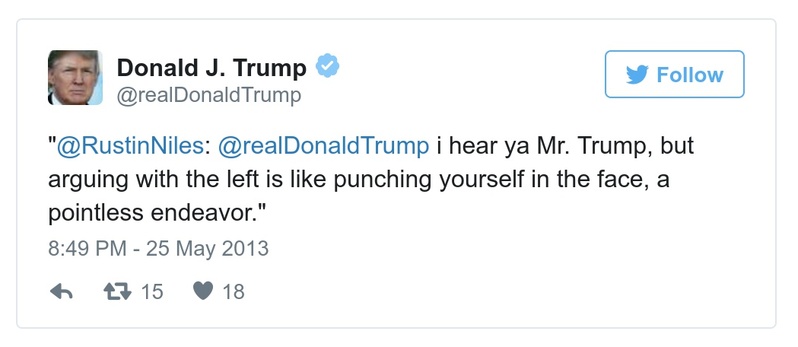 Donald J. Trump
@realDonaldTrump
Follow
"@RustinNiles: @realDonaldTrump i hear ya Mr. Trump, but
arguing with the left is like punching yourself in the face, a
pointless endeavor."
8:49 PM - 25 May 2013
15
18